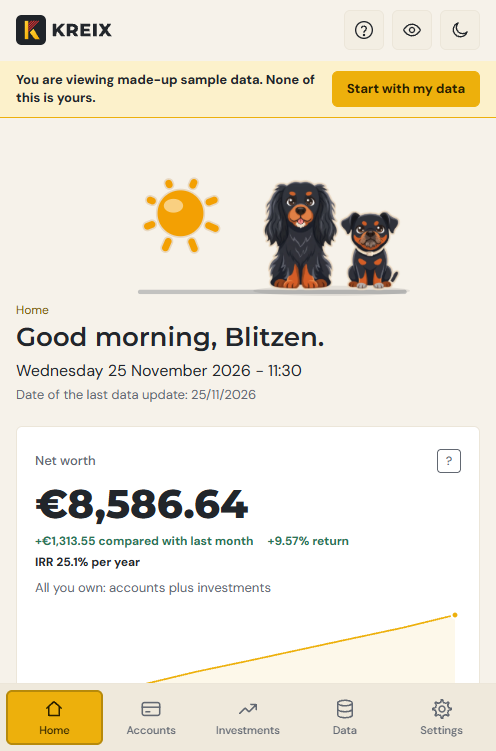 KREIX
You are viewing made-up sample data. None of
this is yours.
Start with my data
Home
Good morning, Blitzen.
Wednesday 25 November 2026 - 11:30
Date of the last data update: 25/11/2026
Net worth
?
€8,586.64
+€1,313.55 compared with last month +9.57% return
IRR 25.1% per year
All you own: accounts plus investments
Home Accounts Investments Data Settings